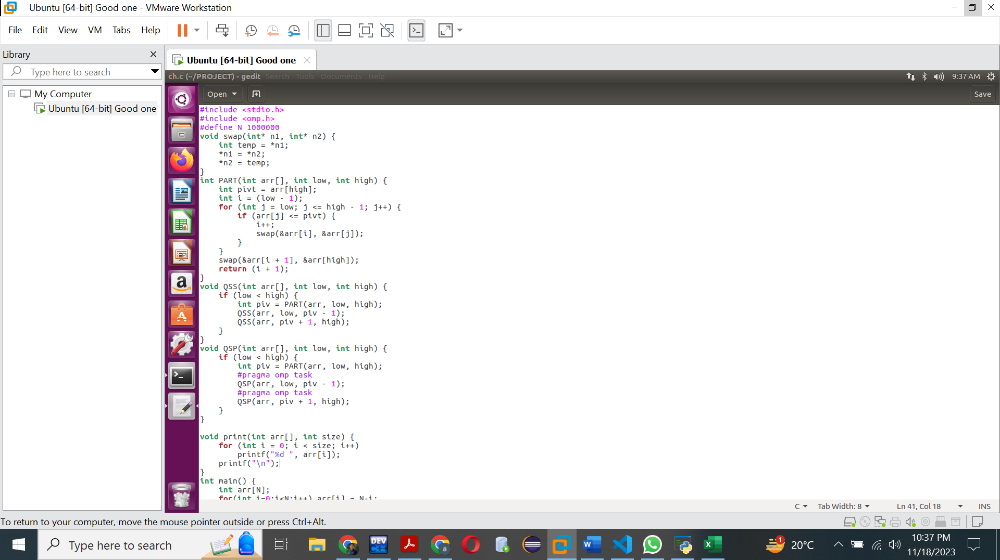 Ubuntu [64-bit] Good one - VMware Workstation
File Edit View VM Tabs Help
Library
Ubuntu [64-bit] Good one
Type here to search
My Computer
Ubuntu [64-bit] Good one
ch.c (~/PROJECT) - gedit Search Tools Documents Help
9:37 AM
Open
Save
#include <stdio.h>
#include <omp.h>
#define N 1000000
void swap(int* n1, int* n2) {
    int temp = *n1;
    *n1 = *n2;
    *n2 = temp;
}
int PART(int arr[], int low, int high) {
    int pivt = arr[high];
    int i = (low - 1);
    for (int j = low; j <= high - 1; j++) {
        if (arr[j] <= pivt) {
            i++;
            swap(&arr[i], &arr[j]);
        }
    }
    swap(&arr[i + 1], &arr[high]);
    return (i + 1);
}
void QSS(int arr[], int low, int high) {
    if (low < high) {
        int piv = PART(arr, low, high);
        QSS(arr, low, piv - 1);
        QSS(arr, piv + 1, high);
    }
}
void QSP(int arr[], int low, int high) {
    if (low < high) {
        int piv = PART(arr, low, high);
        #pragma omp task
        QSP(arr, low, piv - 1);
        #pragma omp task
        QSP(arr, piv + 1, high);
    }
}
void print(int arr[], int size) {
    for (int i = 0; i < size; i++)
        printf("%d ", arr[i]);
    printf("\n");
}
int main() {
    int arr[N];
    for(int i=0;i<N;i++) arr[i] = N-i;
C
Tab Width: 8
Ln 41, Col 18
INS
To return to your computer, move the mouse pointer outside or press Ctrl+Alt.
Type here to search
DEV
C++
1
20°C
10:37 PM
11/18/2023